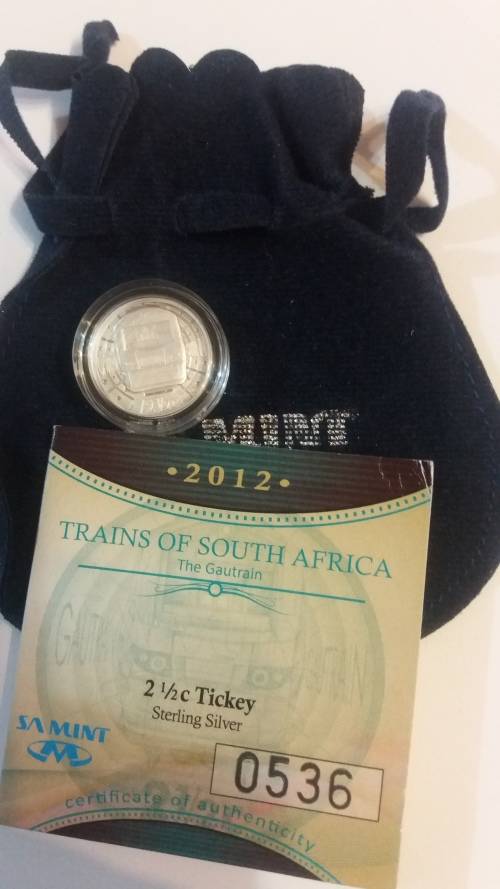 MINT
•2012•
TRAINS OF SOUTH AFRICA
The Gautrain
2 ½c Tickey
Sterling Silver
SA MINT
0536
certificate of authenticity